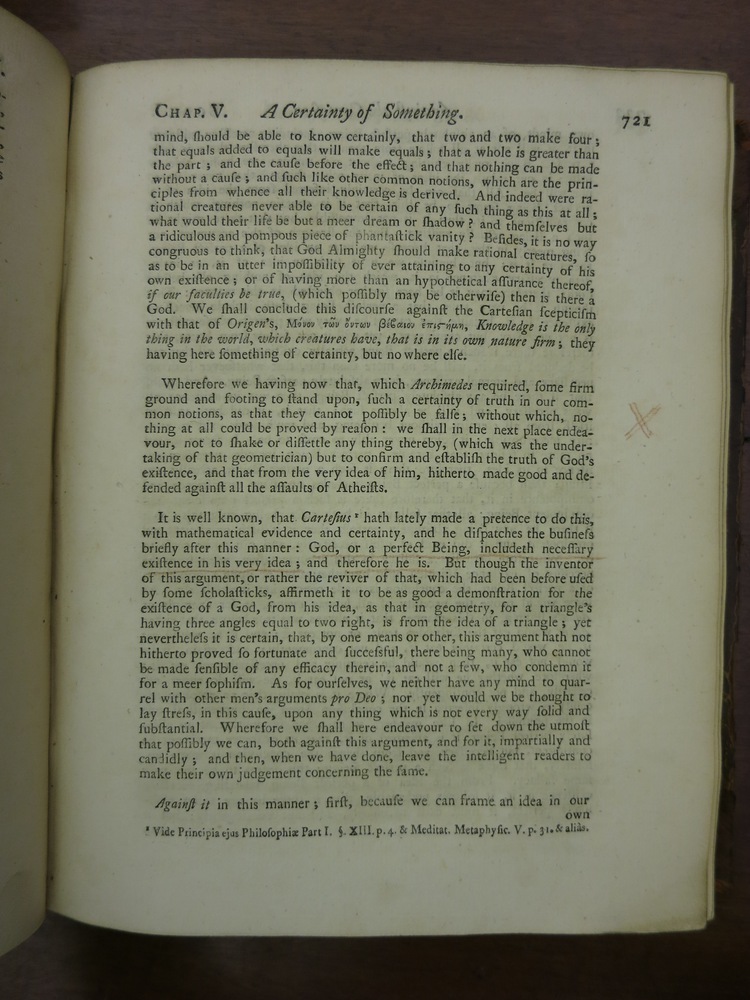 CHAP. V. A Certainty of Something. 721
mind, ſhould be able to know certainly, that two and two make four;
that equals added to equals will make equals; that a whole is greater than
the part; and the cauſe before the effect; and that nothing can be made
without a cauſe; and ſuch like other common notions, which are the prin-
ciples from whence all their knowledge is derived. And indeed were ra-
tional creatures never able to be certain of any ſuch thing as this at all;
what would their life be but a meer dream or ſhadow? and themſelves but
a ridiculous and pompous piece of phantaſtick vanity? Beſides, it is no way
congruous to think, that God Almighty ſhould make rational creatures, ſo
as to be in an utter impoſſibility of ever attaining to any certainty of his
own exiſtence; or of having more than an hypothetical aſſurance thereof,
if our faculties be true, (which poſſibly may be otherwiſe) then is there a
God. We ſhall conclude this diſcourſe againſt the Carteſian ſcepticiſm
with that of Origen's, Μόνον τῶν ὄντων βέβαιον ἐπιστήμη, Knowledge is the only
thing in the world, which creatures have, that is in its own nature firm; they
having here ſomething of certainty, but no where elſe.
Wherefore we having now that, which Archimedes required, ſome firm
ground and footing to ſtand upon, ſuch a certainty of truth in our com-
mon notions, as that they cannot poſſibly be falſe; without which, no-
thing at all could be proved by reaſon: we ſhall in the next place endea-
vour, not to ſhake or diſſettle any thing thereby, (which was the under-
taking of that geometrician) but to confirm and eſtabliſh the truth of God's
exiſtence, and that from the very idea of him, hitherto made good and de-
fended againſt all the aſſaults of Atheiſts.
It is well known, that Carteſius ¹ hath lately made a pretence to do this,
with mathematical evidence and certainty, and he diſpatches the buſineſs
briefly after this manner: God, or a perfect Being, includeth neceſſary
exiſtence in his very idea; and therefore he is. But though the inventor
of this argument, or rather the reviver of that, which had been before uſed
by ſome ſcholaſticks, affirmeth it to be as good a demonſtration for the
exiſtence of a God, from his idea, as that in geometry, for a triangle's
having three angles equal to two right, is from the idea of a triangle; yet
nevertheleſs it is certain, that, by one means or other, this argument hath not
hitherto proved ſo fortunate and ſucceſsful, there being many, who cannot
be made ſenſible of any efficacy therein, and not a few, who condemn it
for a meer ſophiſm. As for ourſelves, we neither have any mind to quar-
rel with other men's arguments pro Deo; nor yet would we be thought to
lay ſtreſs, in this cauſe, upon any thing which is not every way ſolid and
ſubſtantial. Wherefore we ſhall here endeavour to ſet down the utmoſt
that poſſibly we can, both againſt this argument, and for it, impartially and
candidly; and then, when we have done, leave the intelligent readers to
make their own judgement concerning the ſame.
Againſt it in this manner; firſt, becauſe we can frame an idea in our
own
¹ Vide Principia ejus Philoſophiæ Part I. §. XIII. p. 4. & Meditat. Metaphyſic. V. p. 31. & alias.